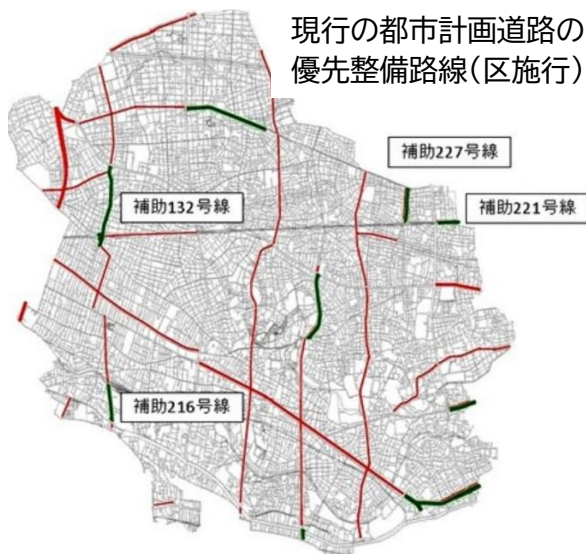 現行の都市計画道路の
優先整備路線(区施行)
補助227号線
補助221号線
補助132号線
補助216号線